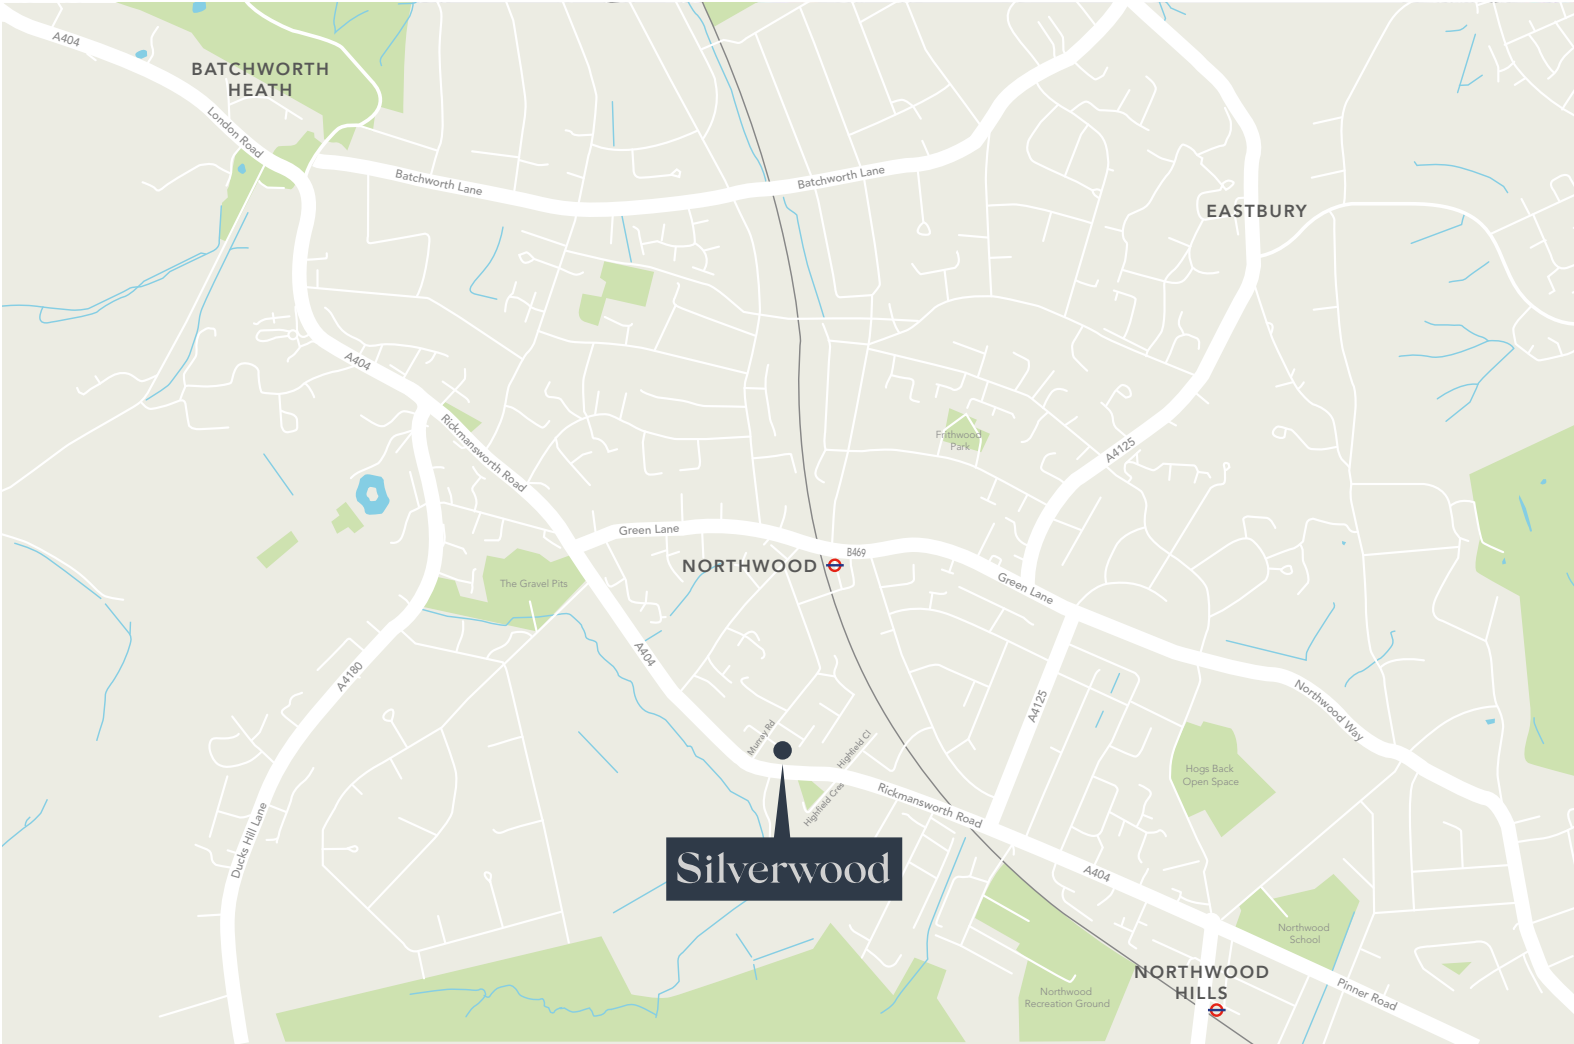 A404
BATCHWORTH
HEATH
London Road
Batchworth Lane
Batchworth Lane
EASTBURY
A404
Rickmansworth Road
Frithwood
Park
A4125
Green Lane
B469
NORTHWOOD
The Gravel Pits
Green Lane
A404
A4180
A4125
Northwood Way
Murray Rd
Highfield Cl
Hogs Back
Open Space
Highfield Cres
Rickmansworth Road
Ducks Hill Lane
Silverwood
A404
Northwood
School
NORTHWOOD
HILLS
Northwood
Recreation Ground
Pinner Road